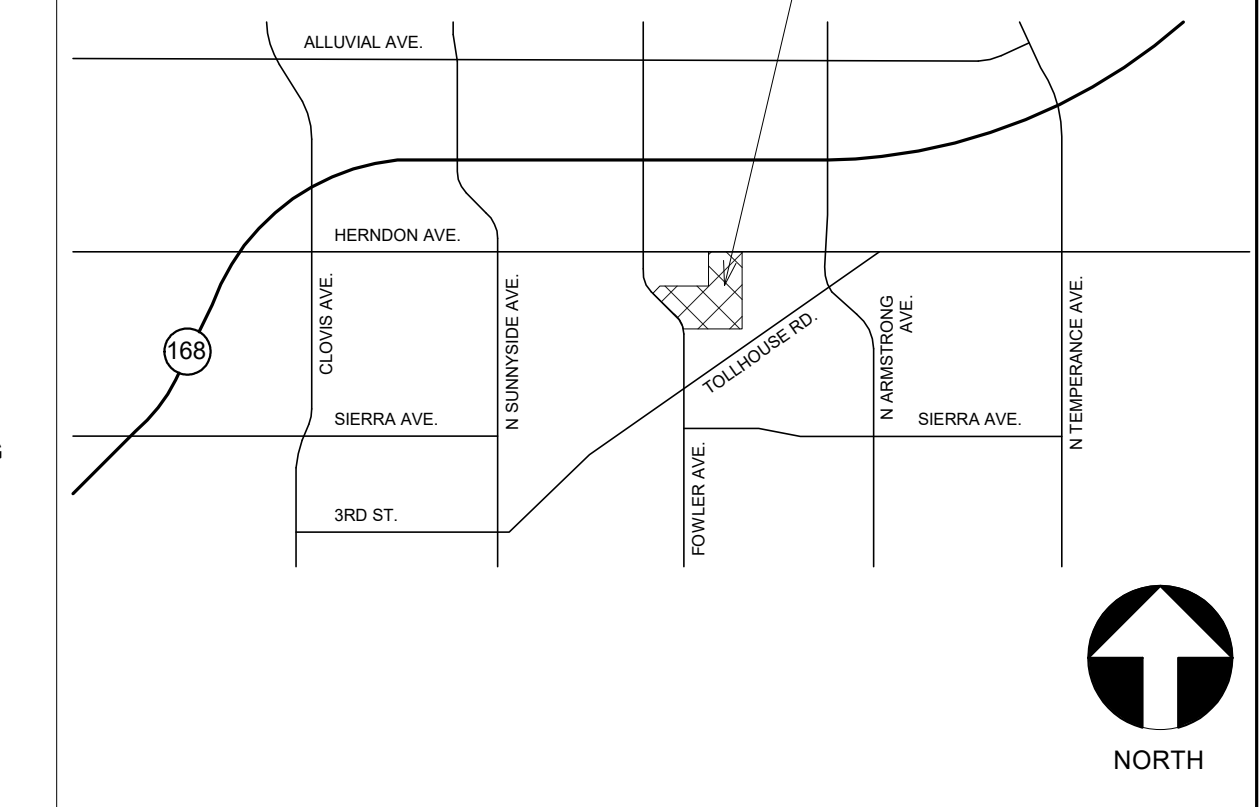 ALLUVIAL AVE.
HERNDON AVE.
CLOVIS AVE.
N SUNNYSIDE AVE.
168
TOLLHOUSE RD.
N ARMSTRONG
AVE.
N TEMPERANCE AVE.
SIERRA AVE.
SIERRA AVE.
FOWLER AVE.
3RD ST.
NORTH